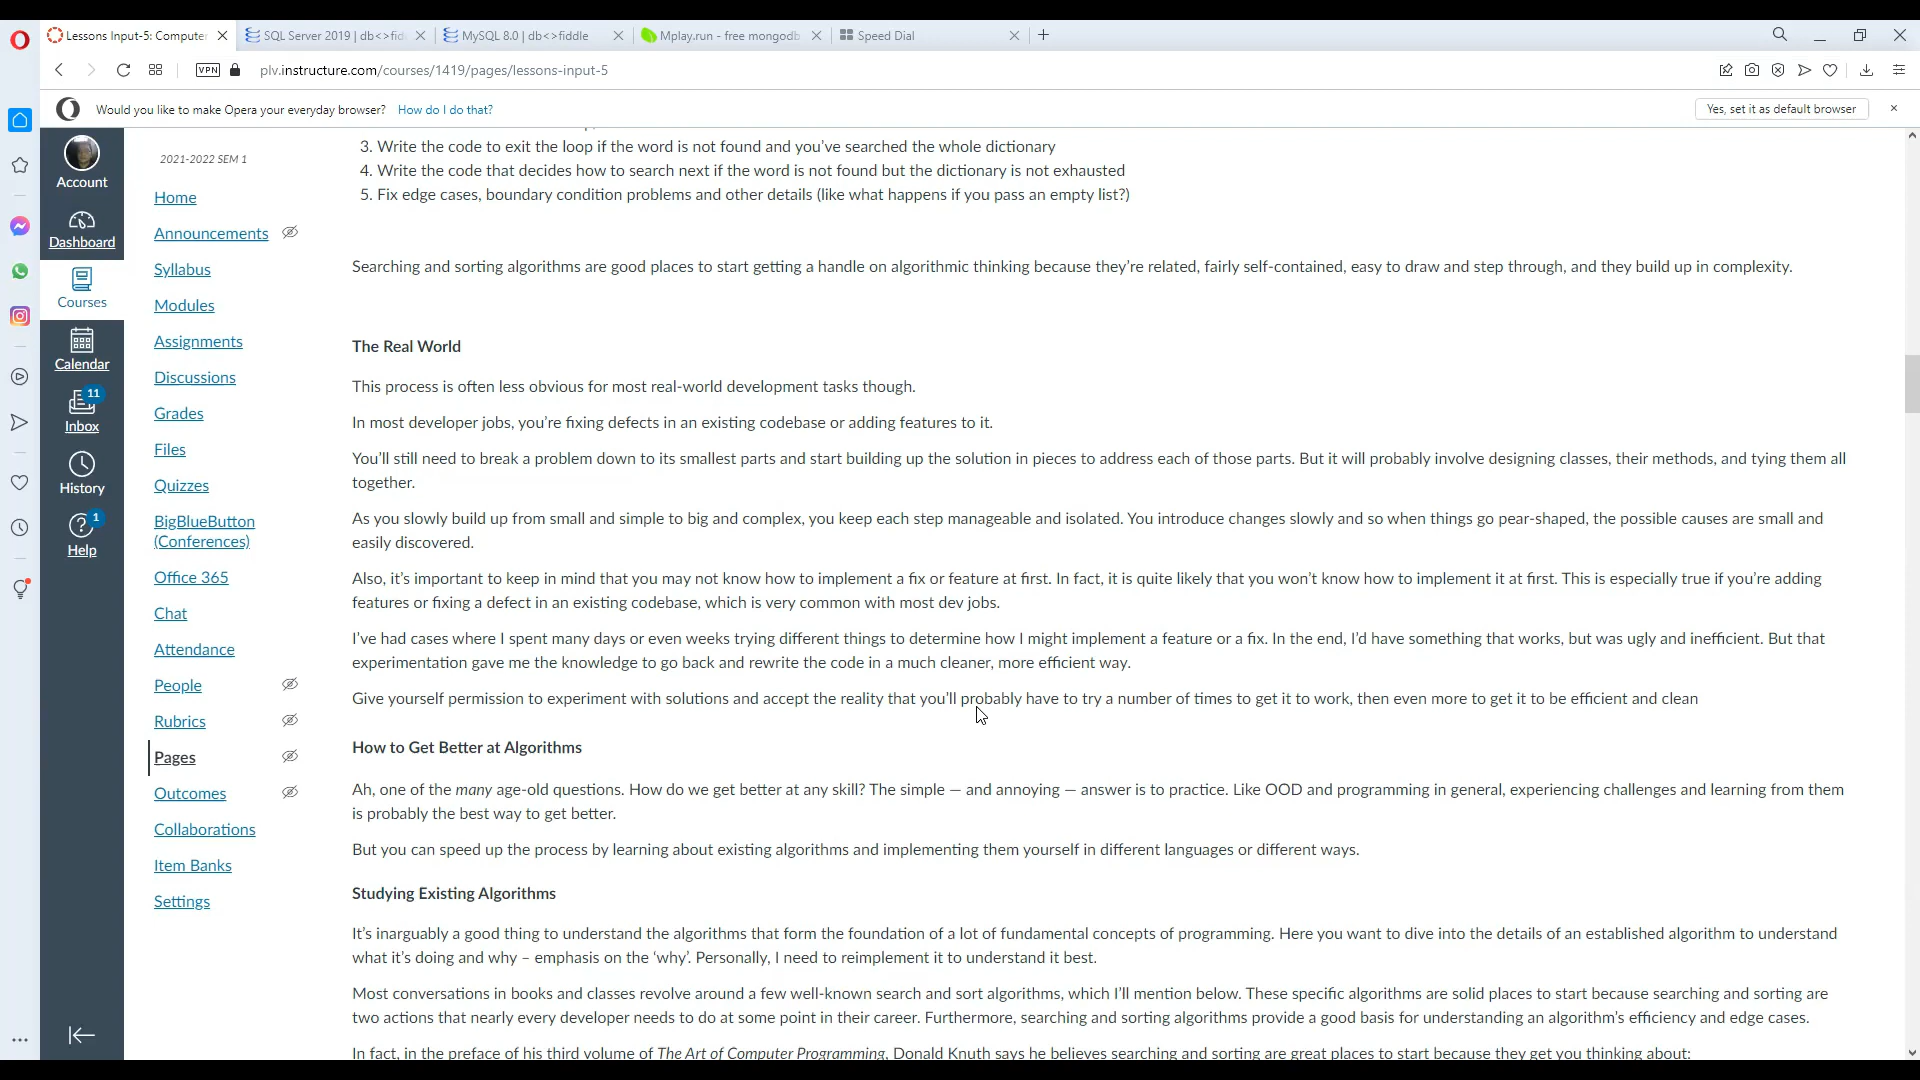 Lessons Input-5: Computer
SQL Server 2019 | db<>fid
MySQL 8.0 | db<>fiddle
Mplay.run - free mongodb
Speed Dial
VPN
plv.instructure.com/courses/1419/pages/lessons-input-5
Would you like to make Opera your everyday browser? How do I do that?
Yes, set it as default browser
Account
Dashboard
Courses
Calendar
11
Inbox
History
1
Help
2021-2022 SEM 1
Home
Announcements
Syllabus
Modules
Assignments
Discussions
Grades
Files
Quizzes
BigBlueButton
(Conferences)
Office 365
Chat
Attendance
People
Rubrics
Pages
Outcomes
Collaborations
Item Banks
Settings
3. Write the code to exit the loop if the word is not found and you've searched the whole dictionary
4. Write the code that decides how to search next if the word is not found but the dictionary is not exhausted
5. Fix edge cases, boundary condition problems and other details (like what happens if you pass an empty list?)
Searching and sorting algorithms are good places to start getting a handle on algorithmic thinking because they're related, fairly self-contained, easy to draw and step through, and they build up in complexity.
The Real World
This process is often less obvious for most real-world development tasks though.
In most developer jobs, you're fixing defects in an existing codebase or adding features to it.
You'll still need to break a problem down to its smallest parts and start building up the solution in pieces to address each of those parts. But it will probably involve designing classes, their methods, and tying them all
together.
As you slowly build up from small and simple to big and complex, you keep each step manageable and isolated. You introduce changes slowly and so when things go pear-shaped, the possible causes are small and
easily discovered.
Also, it's important to keep in mind that you may not know how to implement a fix or feature at first. In fact, it is quite likely that you won't know how to implement it at first. This is especially true if you're adding
features or fixing a defect in an existing codebase, which is very common with most dev jobs.
I've had cases where I spent many days or even weeks trying different things to determine how I might implement a feature or a fix. In the end, I'd have something that works, but was ugly and inefficient. But that
experimentation gave me the knowledge to go back and rewrite the code in a much cleaner, more efficient way.
Give yourself permission to experiment with solutions and accept the reality that you'll probably have to try a number of times to get it to work, then even more to get it to be efficient and clean
How to Get Better at Algorithms
Ah, one of the many age-old questions. How do we get better at any skill? The simple — and annoying — answer is to practice. Like OOD and programming in general, experiencing challenges and learning from them
is probably the best way to get better.
But you can speed up the process by learning about existing algorithms and implementing them yourself in different languages or different ways.
Studying Existing Algorithms
It's inarguably a good thing to understand the algorithms that form the foundation of a lot of fundamental concepts of programming. Here you want to dive into the details of an established algorithm to understand
what it's doing and why – emphasis on the 'why'. Personally, I need to reimplement it to understand it best.
Most conversations in books and classes revolve around a few well-known search and sort algorithms, which I'll mention below. These specific algorithms are solid places to start because searching and sorting are
two actions that nearly every developer needs to do at some point in their career. Furthermore, searching and sorting algorithms provide a good basis for understanding an algorithm's efficiency and edge cases.
In fact, in the preface of his third volume of The Art of Computer Programming, Donald Knuth says he believes searching and sorting are great places to start because they get you thinking about: